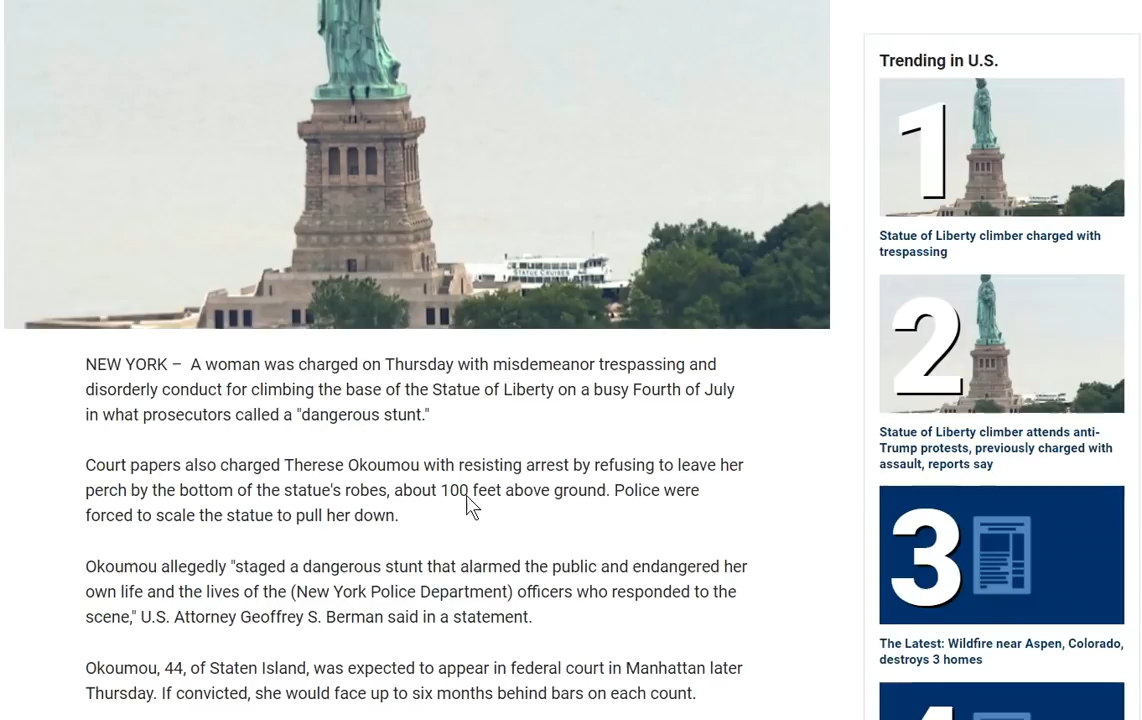 STATUE CRUISES
NEW YORK – A woman was charged on Thursday with misdemeanor trespassing and
disorderly conduct for climbing the base of the Statue of Liberty on a busy Fourth of July
in what prosecutors called a "dangerous stunt."
Court papers also charged Therese Okoumou with resisting arrest by refusing to leave her
perch by the bottom of the statue's robes, about 100 feet above ground. Police were
forced to scale the statue to pull her down.
Okoumou allegedly "staged a dangerous stunt that alarmed the public and endangered her
own life and the lives of the (New York Police Department) officers who responded to the
scene," U.S. Attorney Geoffrey S. Berman said in a statement.
Okoumou, 44, of Staten Island, was expected to appear in federal court in Manhattan later
Thursday. If convicted, she would face up to six months behind bars on each count.
Trending in U.S.
1
Statue of Liberty climber charged with
trespassing
2
Statue of Liberty climber attends anti-
Trump protests, previously charged with
assault, reports say
3
The Latest: Wildfire near Aspen, Colorado,
destroys 3 homes